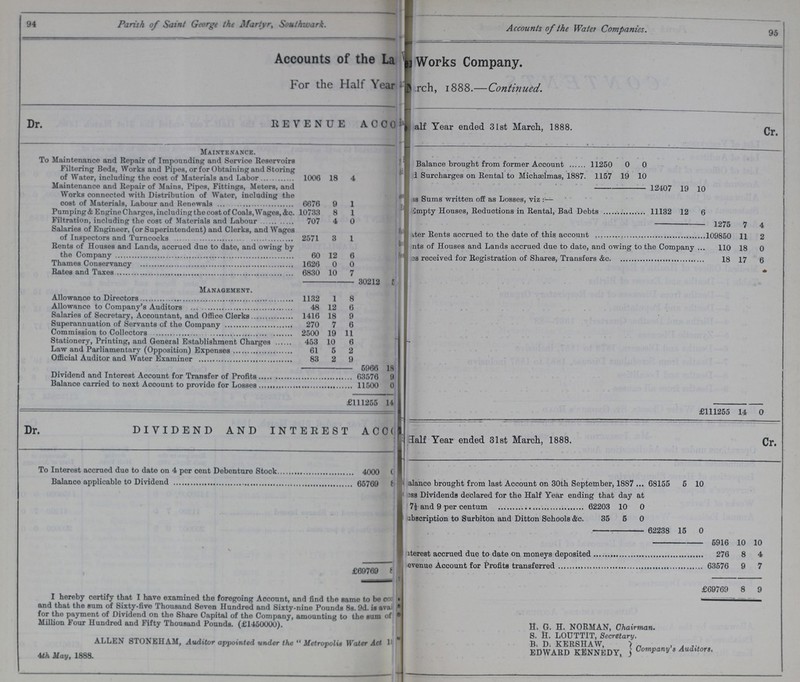 94 Parish of Saint George the Martyr, Southwark.
Accounts of the La
For the Half Year
Dr. REVENUE ACCO
MAINTENANCE.
To Maintenance and Repair of Impounding and Service Reservoirs
Filtering Beds, Works and Pipes, or for Obtaining and Storing
of Water, including the cost of Materials and Labor 1006 18 4
Maintenance and Repair of Mains, Pipes, Fittings, Meters, and
Works connected with Distribution of Water, including the
cost of Materials, Labour and Renewals 6676 9 1
Pumping & Engine Charges, including the cost of Coals, Wages, &c. 10733 8 1
Filtration, including the cost of Materials and Labour 707 4 0
Salaries of Engineer, (or Superintendent) and Clerks, and Wages
of Inspectors and Turncocks 2571 3 1
Rents of Houses and Lands, accrued due to date, and owing by
the Company 60 12 6
Thames Conservancy 1626 0 0
Rates and Taxes 6830 10 7
30212
MANAGEMENT.
Allowance to Directors 1132 1 8
Allowance to Company's Auditors 48 12 6
Salaries of Secretary, Accountant, and Office Clerks 1416 18 9
Superannuation of Servants of the Company 270 7 6
Commission to Collectors 2500 19 11
Stationery, Printing, and General Establishment Charges 453 10 6
Law and Parliamentary (Opposition) Expenses 61 5 2
Official Auditor and Water Examiner 83 2 9
5966 18
Dividend and Interest Account for Transfer of Profits 63576 9
Balance carried to next Account to provide for Losses 11500 0
£111255 14
Dr. DIVIDEND AND INTEREST ACCO
To Interest accrued due to date on 4 per cent Debenture Stock 4000
Balance applicable to Dividend 65769
£69769
I hereby certify that I have examined the foregoing Account, and find the same to be
and that the sum of Sixty-five Thousand Seven Hundred and Sixty-nine Pounds 8s. 9d. is
for the payment of Dividend on the Share Capital of the Company, amounting to the sum of
Million Four Hundred and Fifty Thousand Pounds. (£1450000).
ALLEN STONEHAM, Auditor appointed under the "Metropolis Water Act
4th May, 1888.
Accounts of the Water Companies. 95
Works Company.
rch, 1888.—Continued.
alf Year ended 31st March, 1888. Cr.
Balance brought from former Account 11250 0 0
Surcharges on Rental to Michælmas, 1887. 1157 19 10
12407 19 10
ss Sums written off as Losses, viz:—
Empty Houses, Reductions in Rental, Bad Debts 11132 12 6
1275 7 4
ater Rents accrued to the date of this account 109850 11 2
nts of Houses and Lands accrued due to date, and owing to the Company 110 18 0
es received for Registration of Shares, Transfers &c. 18 17 6
£111255 14 0
Half Year ended 31st March, 1888. Cr.
alance brought from last Account on 30th September, 1887 68155 5 10
ess Dividends declared for the Half Year ending that day at
7½ and 9 per centum 62203 10 0
ubscription to Surbiton and Ditton Schools &c. 35 5 0
62238 15 0
5916 10 10
nterest accrued due to date on moneys deposited 276 8 4
evenue Account for Profits transferred 63576 9 7
£69769 8 9
H. G. H. NORMAN, Chairman.
S. H. LOUTTIT, Secretary.
B. D. KERSHAW,
EDWARD KENNEDY, } Company's Auditors.